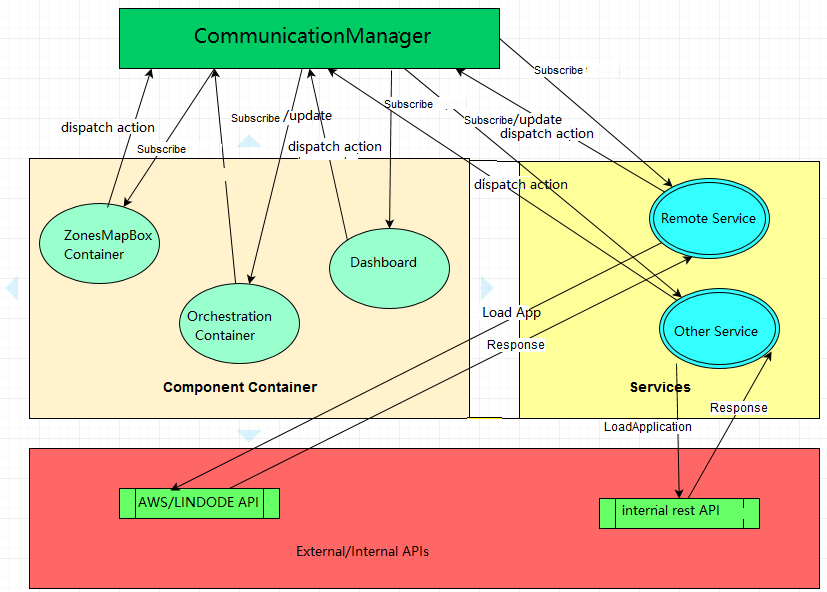 CommunicationManager
Subscribe
Subscribe
Subscribe/update
Subscribe/update
dispatch action
dispatch action
dispatch action
Subscribe
dispatch action
Remote Service
ZonesMapBox
Container
Dashboard
Load App
Orchestration
Container
Other Service
Response
Component Container
Services
Response
LoadApplication
AWS/LINDODE API
internal rest API
External/Internal APIs